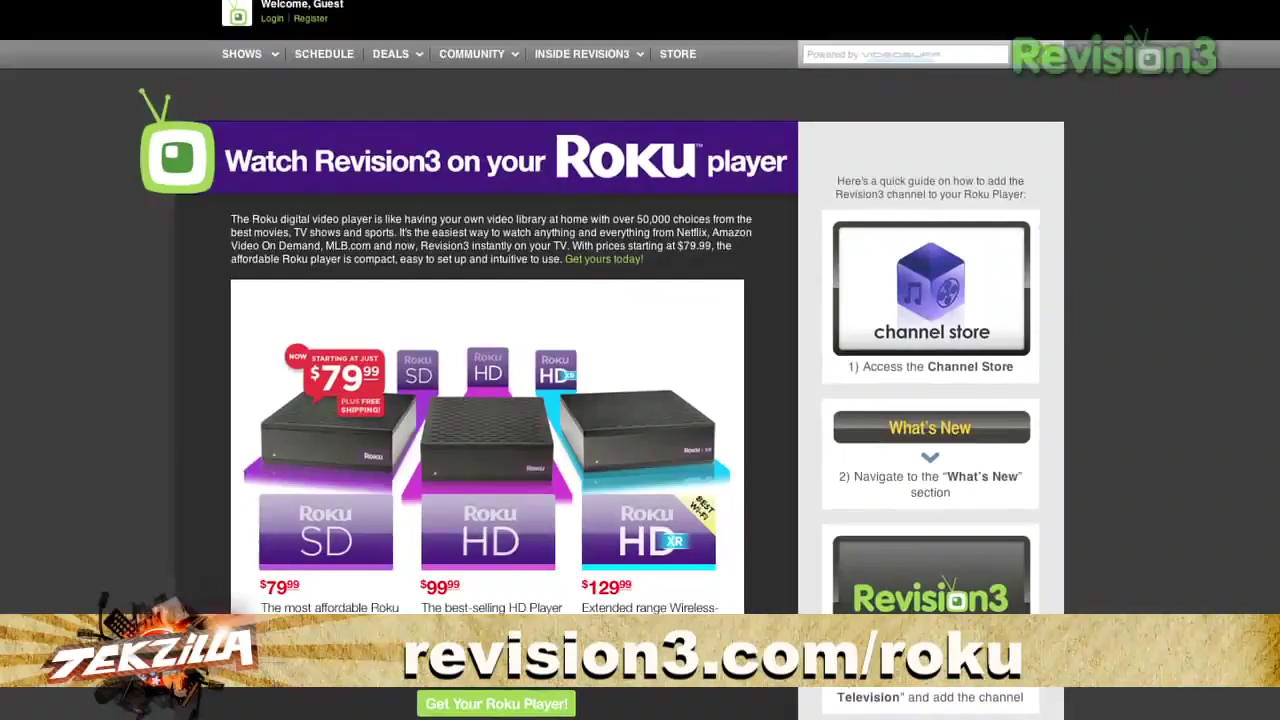 Welcome, Guest
Login | Register
SHOWS
SCHEDULE
DEALS
COMMUNITY
INSIDE REVISION3
STORE
Powered by VIDEOSURF
Revision3
Watch Revision3 on your ROKU™ player
The Roku digital video player is like having your own video library at home with over 50,000 choices from the
best movies, TV shows and sports. It's the easiest way to watch anything and everything from Netflix, Amazon
Video On Demand, MLB.com and now, Revision3 instantly on your TV. With prices starting at $79.99, the
affordable Roku player is compact, easy to set up and intuitive to use. Get yours today!
NOW
STARTING AT JUST
$79.99
PLUS FREE
SHIPPING!
ROKU
SD
ROKU
HD
ROKU
HD XR
ROKU
ROKU
ROKU XR
ROKU
SD
ROKU
HD
ROKU
HD XR
BEST
WI-FI
$79.99
The most affordable Roku
$99.99
The best-selling HD Player
$129.99
Extended range Wireless-
Get Your Roku Player!
Here's a quick guide on how to add the
Revision3 channel to your Roku Player:
channel store
1) Access the Channel Store
What's New
2) Navigate to the "What's New"
section
Revision3
Television" and add the channel
TEKZILLA
revision3.com/roku